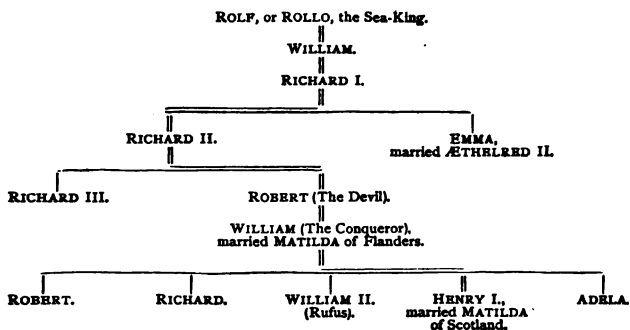 ROLF, or ROLLO, the Sea-King.
WILLIAM.
RICHARD I.
RICHARD II.
EMMA,
married ÆTHELRED II.
RICHARD III.
ROBERT (The Devil).
WILLIAM (The Conqueror),
married MATILDA of Flanders.
ROBERT.
RICHARD.
WILLIAM II.
(Rufus).
HENRY I.,
married MATILDA
of Scotland.
ADELA.